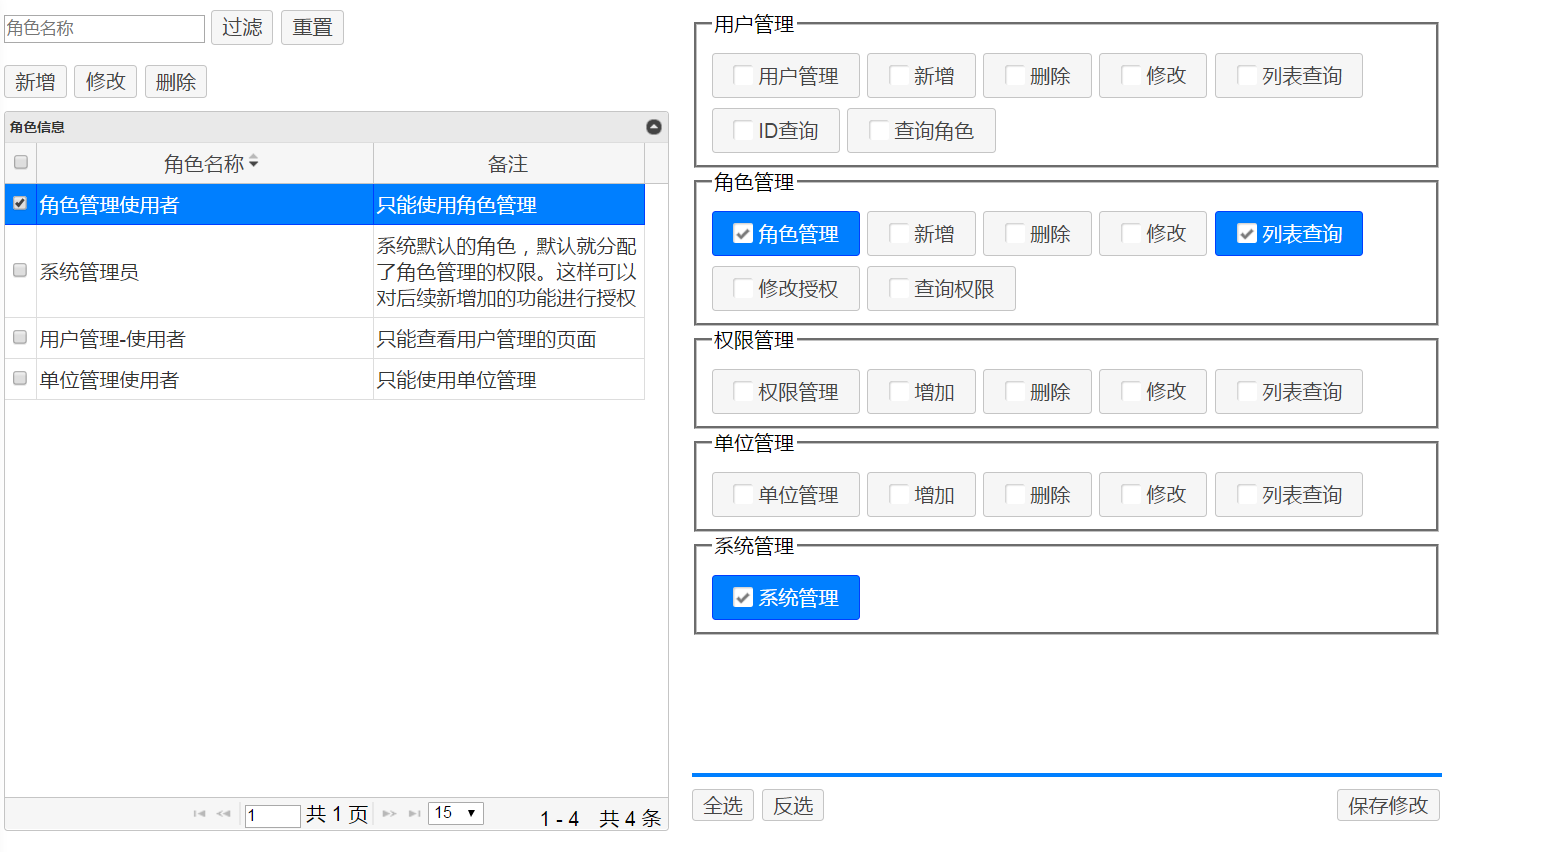 角色名称 过滤 重置
新增 修改 删除
角色信息
角色名称 备注
角色管理使用者 只能使用角色管理
系统管理员 系统默认的角色，默认就分配
了角色管理的权限。这样可以
对后续新增加的功能进行授权
用户管理-使用者 只能查看用户管理的页面
单位管理使用者 只能使用单位管理
1 共 1 页 15 1 - 4 共 4 条
用户管理
用户管理 新增 删除 修改 列表查询
ID查询 查询角色
角色管理
角色管理 新增 删除 修改 列表查询
修改授权 查询权限
权限管理
权限管理 增加 删除 修改 列表查询
单位管理
单位管理 增加 删除 修改 列表查询
系统管理
系统管理
全选 反选 保存修改